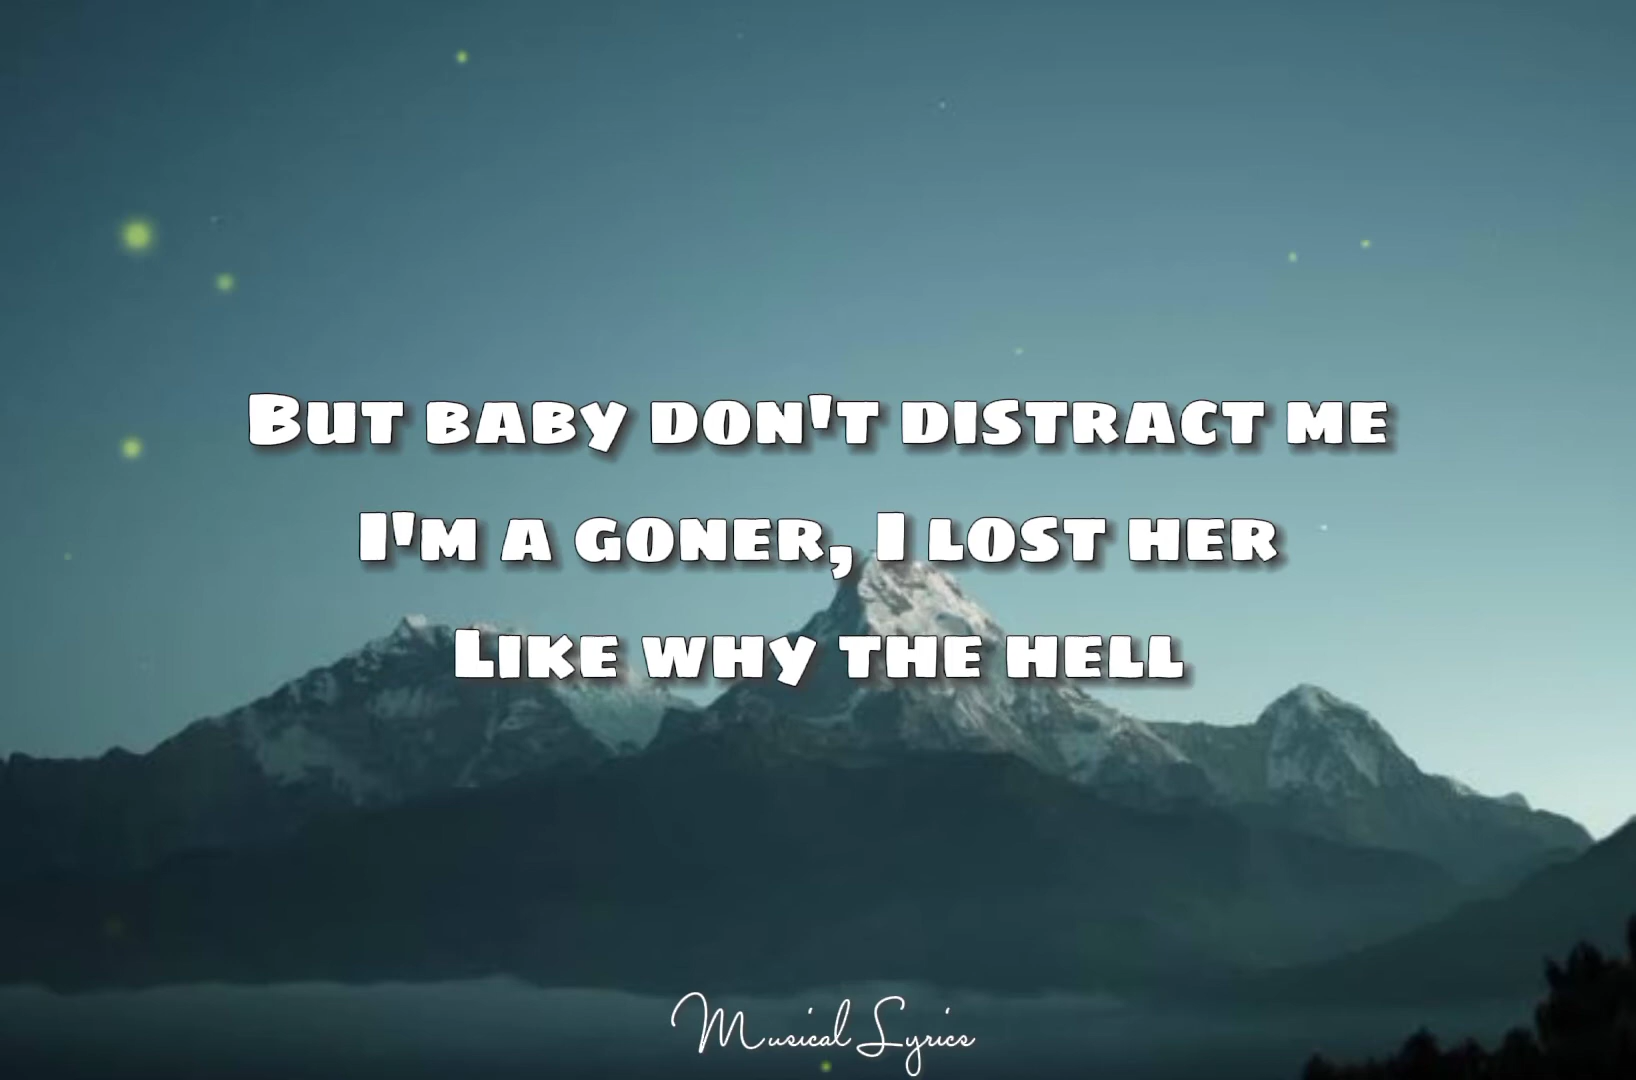 But baby don't distract me
I'm a goner, I lost her
Like why the hell
Musical Lyrics